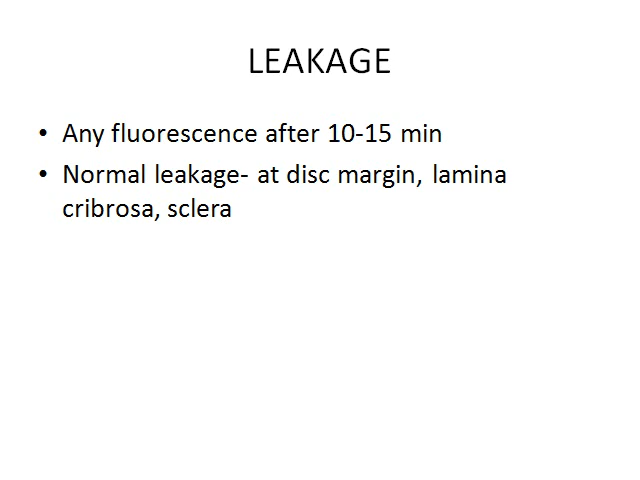 LEAKAGE
• Any fluorescence after 10-15 min
• Normal leakage- at disc margin, lamina
cribrosa, sclera